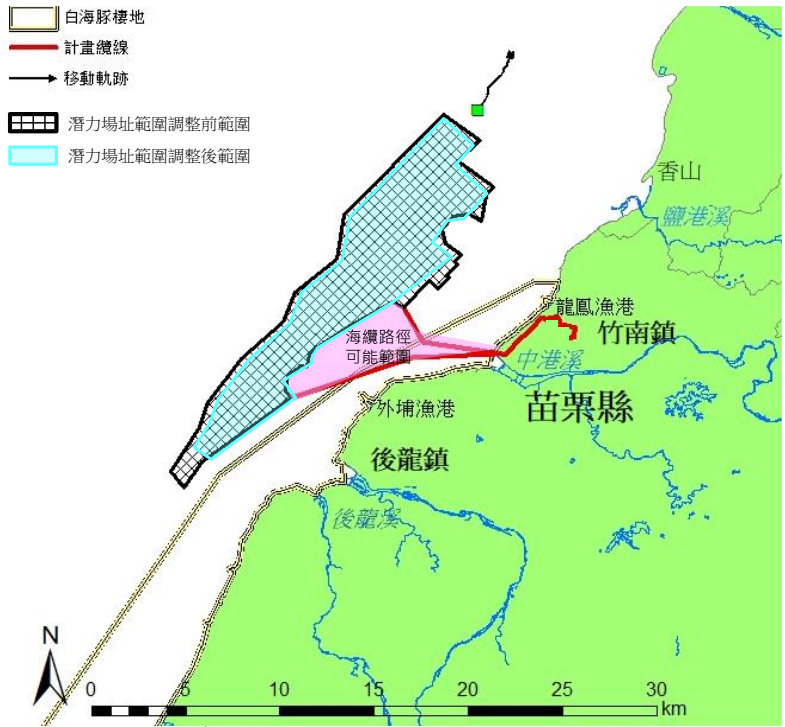 白海豚棲地
計畫纜線
移動軌跡
潛力場址範圍調整前範圍
潛力場址範圍調整後範圍
香山
鹽港溪
龍鳳漁港
竹南鎮
海纜路徑
可能範圍
中港溪
苗栗縣
外埔漁港
後龍鎮
後龍溪
N
0 5 10 15 20 25 30
km